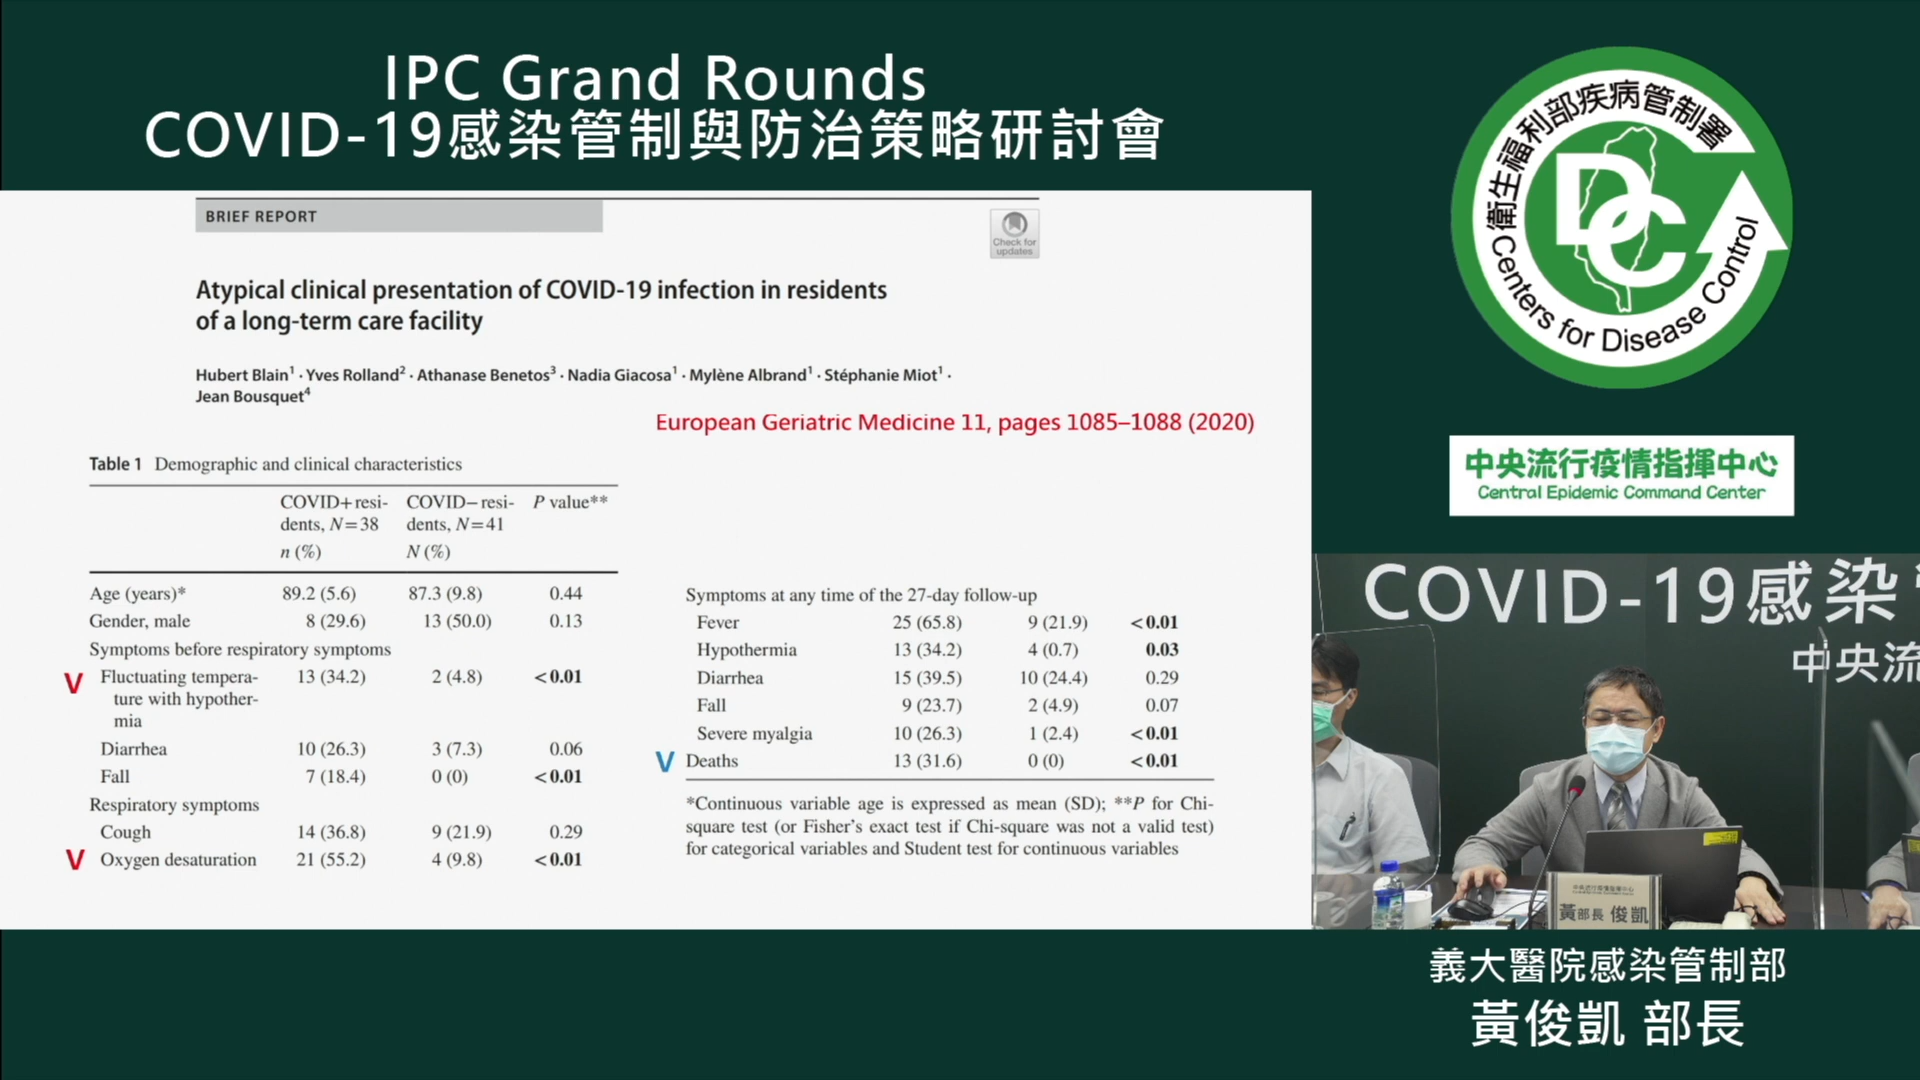 IPC Grand Rounds
COVID-19感染管制與防治策略研討會
BRIEF REPORT
Check for
updates
Atypical clinical presentation of COVID-19 infection in residents
of a long-term care facility
Hubert Blain1 · Yves Rolland2 · Athanase Benetos3 · Nadia Giacosa1 · Mylène Albrand1 · Stéphanie Miot1 ·
Jean Bousquet4
European Geriatric Medicine 11, pages 1085–1088 (2020)
Table 1 Demographic and clinical characteristics
COVID+ resi- COVID− resi- P value**
dents, N=38 dents, N=41
n (%) N (%)
Age (years)* 89.2 (5.6) 87.3 (9.8) 0.44
Gender, male 8 (29.6) 13 (50.0) 0.13
Symptoms before respiratory symptoms
V Fluctuating tempera- 13 (34.2) 2 (4.8) <0.01
ture with hypother-
mia
Diarrhea 10 (26.3) 3 (7.3) 0.06
Fall 7 (18.4) 0 (0) <0.01
Respiratory symptoms
Cough 14 (36.8) 9 (21.9) 0.29
V Oxygen desaturation 21 (55.2) 4 (9.8) <0.01
Symptoms at any time of the 27-day follow-up
Fever 25 (65.8) 9 (21.9) <0.01
Hypothermia 13 (34.2) 4 (0.7) 0.03
Diarrhea 15 (39.5) 10 (24.4) 0.29
Fall 9 (23.7) 2 (4.9) 0.07
Severe myalgia 10 (26.3) 1 (2.4) <0.01
V Deaths 13 (31.6) 0 (0) <0.01
*Continuous variable age is expressed as mean (SD); **P for Chi-
square test (or Fisher's exact test if Chi-square was not a valid test)
for categorical variables and Student test for continuous variables
衛生福利部疾病管制署
DC
Centers for Disease Control
中央流行疫情指揮中心
Central Epidemic Command Center
COVID-19感染
中央流
中央流行疫情指揮中心
黃部長 俊凱
義大醫院感染管制部
黃俊凱 部長